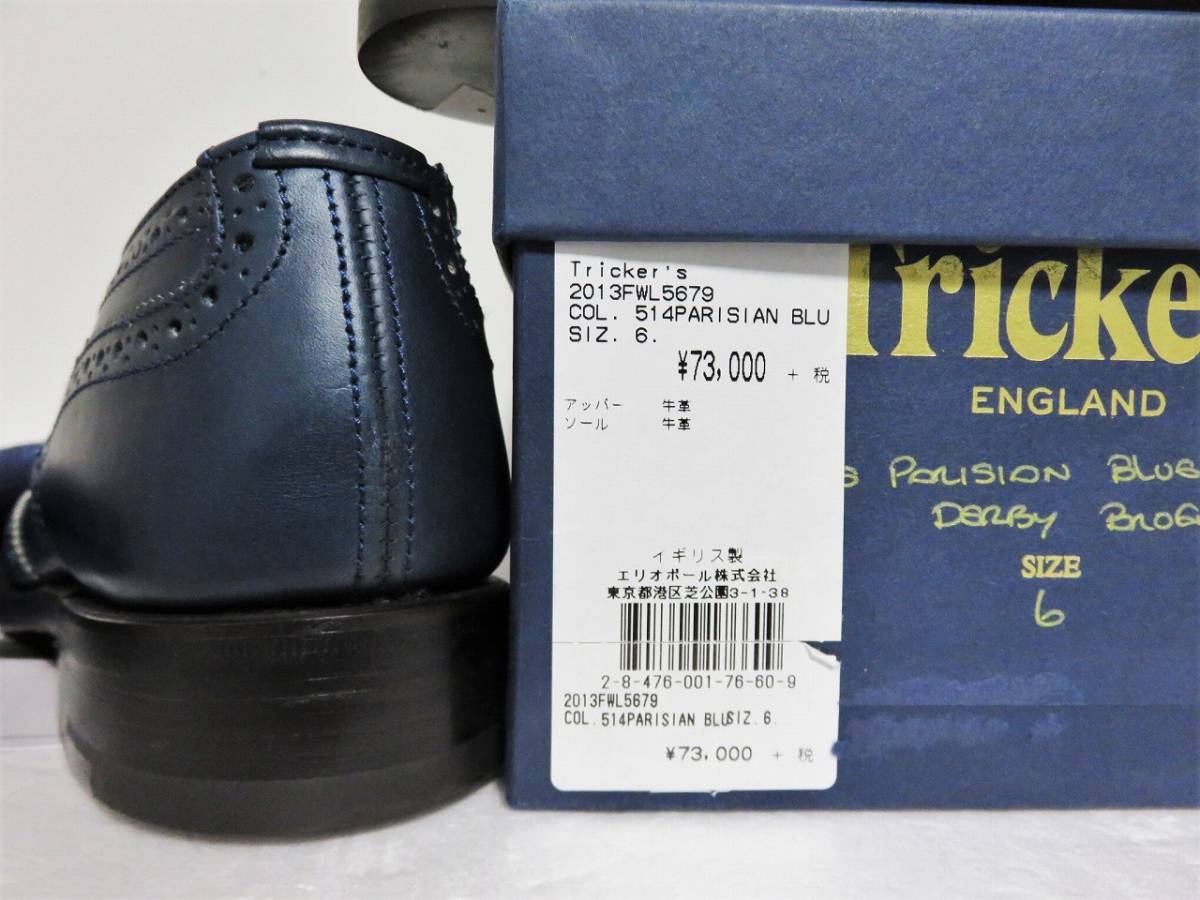 Tricker's
2013FWL5679
COL. 514PARISIAN BLU
SIZ. 6.
¥73,000 + 税
アッパー 牛革
ソール 牛革
イギリス製
エリオポール株式会社
東京都港区芝公園3-1-38
2-8-476-001-76-60-9
2013FWL5679
COL.514PARISIAN BLUSIZ.6.
¥73,000 + 税
Tricke
ENGLAND
PARISION BLUE
DERBY BROG
SIZE
6